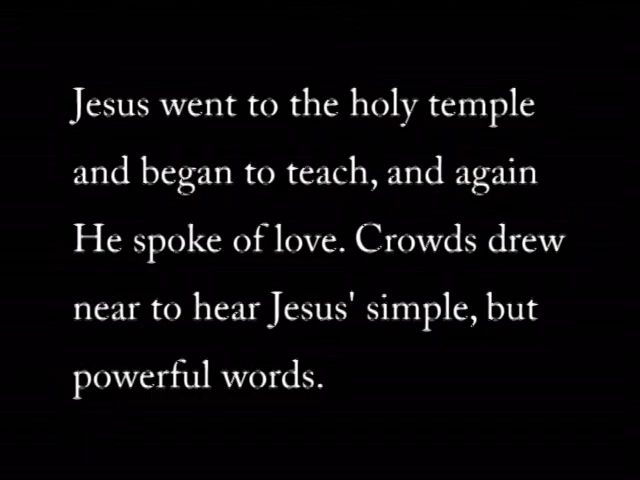 Jesus went to the holy temple
and began to teach, and again
He spoke of love. Crowds drew
near to hear Jesus' simple, but
powerful words.